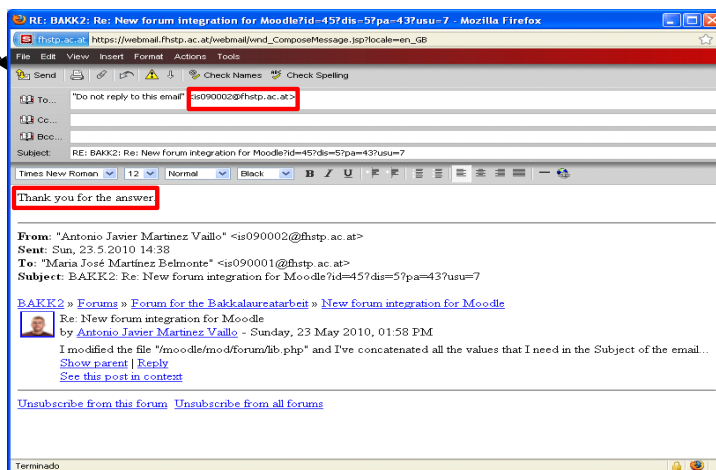 RE: BAKK2: Re: New forum integration for Moodle?id=45?dis=5?pa=43?usu=7 - Mozilla Firefox
fhstp.ac.at https://webmail.fhstp.ac.at/webmail/wnd_ComposeMessage.jsp?locale=en_GB
File Edit View Insert Format Actions Tools
Send Check Names Check Spelling
To... "Do not reply to this email" <is090002@fhstp.ac.at>
Cc...
Bcc...
Subject: RE: BAKK2: Re: New forum integration for Moodle?id=45?dis=5?pa=43?usu=7
Times New Roman 12 Normal Black B I U
Thank you for the answer.
From: "Antonio Javier Martinez Vaillo" <is090002@fhstp.ac.at>
Sent: Sun, 23.5.2010 14:38
To: "Maria José Martínez Belmonte" <is090001@fhstp.ac.at>
Subject: BAKK2: Re: New forum integration for Moodle?id=45?dis=5?pa=43?usu=7
BAKK2 » Forums » Forum for the Bakkalaureatarbeit » New forum integration for Moodle
Re: New forum integration for Moodle
by Antonio Javier Martinez Vaillo - Sunday, 23 May 2010, 01:58 PM
I modified the file "/moodle/mod/forum/lib.php" and I've concatenated all the values that I need in the Subject of the email...
Show parent | Reply
See this post in context
Unsubscribe from this forum Unsubscribe from all forums
Terminado